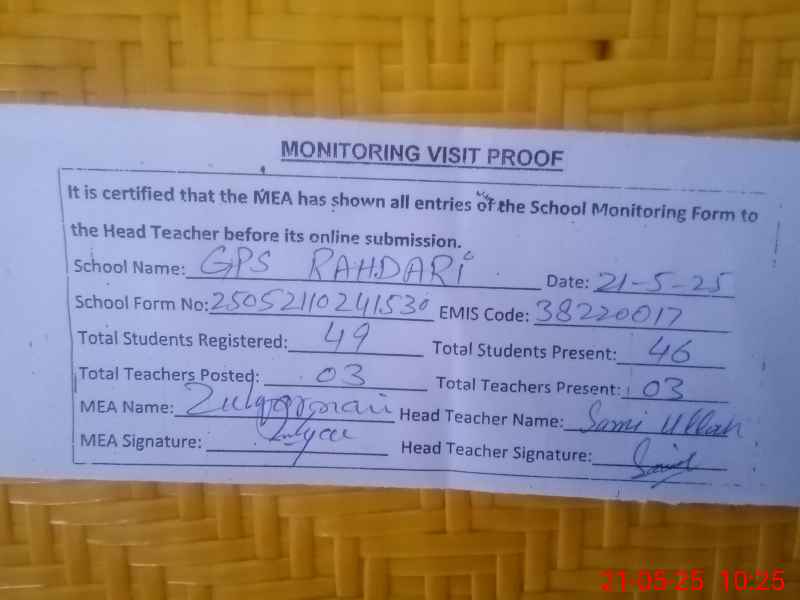 MONITORING VISIT PROOF
It is certified that the MEA has shown all entries of the School Monitoring Form to
the Head Teacher before its online submission.
School Name: GPS RAHDARI Date: 21-5-25
School Form No: EMIS Code: 38220017
Total Students Registered: 49 Total Students Present: 46
Total Teachers Posted: 03 Total Teachers Present: 03
MEA Name: Head Teacher Name: Sami Ullah
MEA Signature: Head Teacher Signature:
21-05-25 10:25